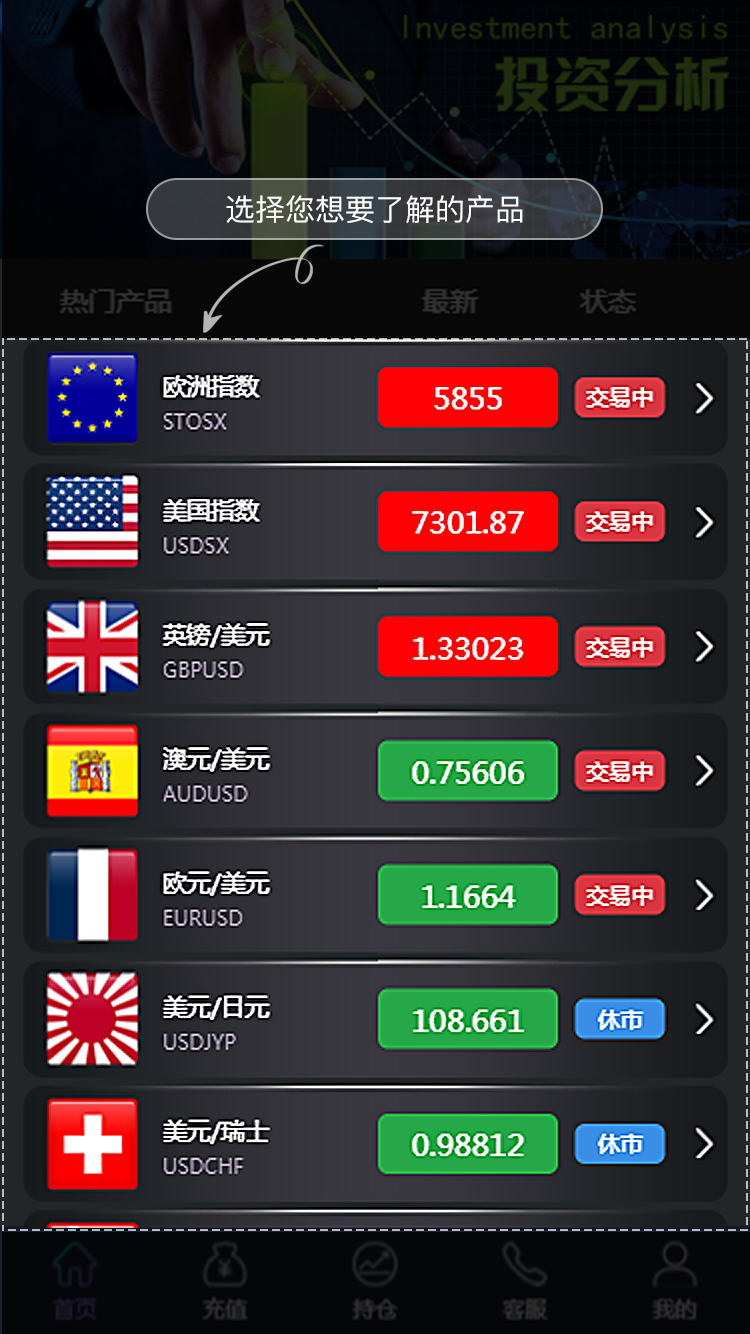 Investment analysis
投资分析
选择您想要了解的产品
热门产品 最新 状态
欧洲指数 5855 交易中
STOSX
美国指数 7301.87 交易中
USDSX
英镑/美元 1.33023 交易中
GBPUSD
澳元/美元 0.75606 交易中
AUDUSD
欧元/美元 1.1664 交易中
EURUSD
美元/日元 108.661 休市
USDJYP
美元/瑞士 0.98812 休市
USDCHF
首页 充值 持仓 客服 我的